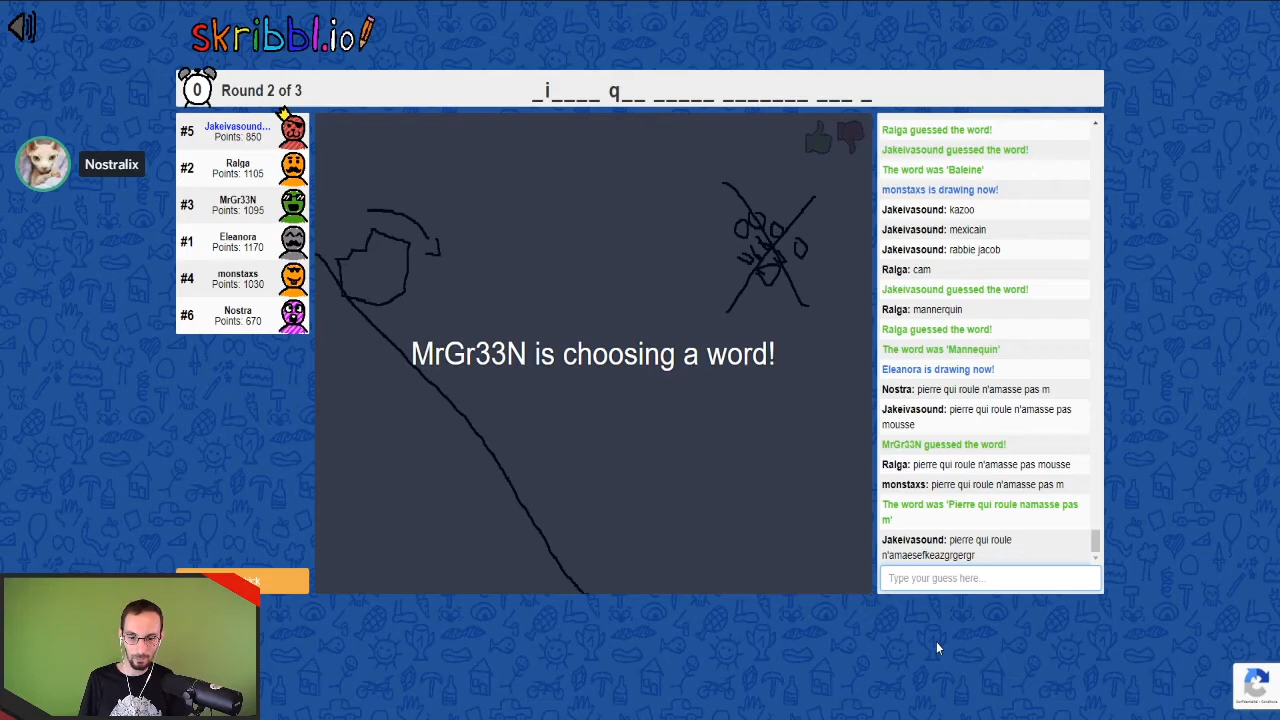 skribbl.io
0
Round 2 of 3
_i____ q__ _____ _______ ___ _
#5 Jakeivasound...
Points: 850
#2 Ralga
Points: 1105
#3 MrGr33N
Points: 1095
#1 Eleanora
Points: 1170
#4 monstaxs
Points: 1030
#6 Nostra
Points: 670
Nostralix
MrGr33N is choosing a word!
Ralga guessed the word!
Jakeivasound guessed the word!
The word was 'Baleine'
monstaxs is drawing now!
Jakeivasound: kazoo
Jakeivasound: mexicain
Jakeivasound: rabbie jacob
Ralga: cam
Jakeivasound guessed the word!
Ralga: mannerquin
Ralga guessed the word!
The word was 'Mannequin'
Eleanora is drawing now!
Nostra: pierre qui roule n'amasse pas m
Jakeivasound: pierre qui roule n'amasse pas
mousse
MrGr33N guessed the word!
Ralga: pierre qui roule n'amasse pas mousse
monstaxs: pierre qui roule n'amasse pas m
The word was 'Pierre qui roule namasse pas
m'
Jakeivasound: pierre qui roule
n'amaesefkeazgrgergr
Type your guess here...